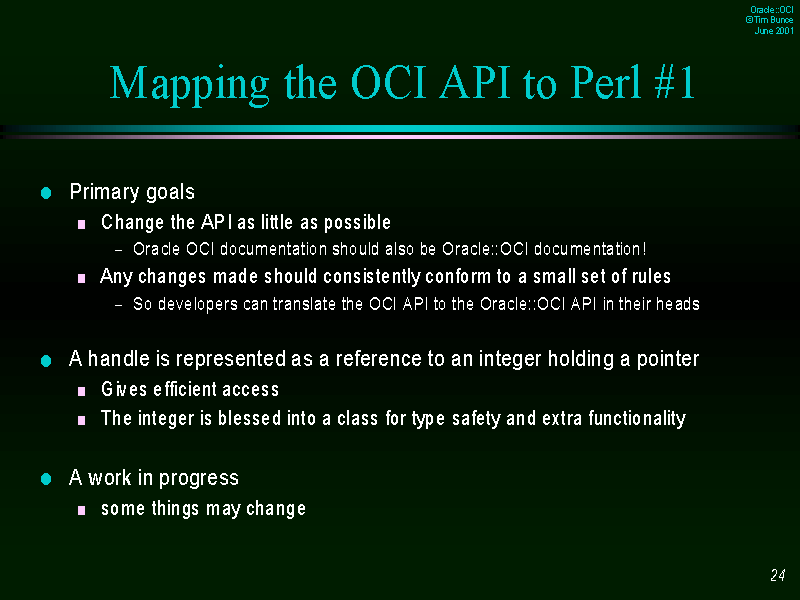 Oracle::OCI
©Tim Bunce
June 2001
Mapping the OCI API to Perl #1
Primary goals
Change the API as little as possible
– Oracle OCI documentation should also be Oracle::OCI documentation!
Any changes made should consistently conform to a small set of rules
– So developers can translate the OCI API to the Oracle::OCI API in their heads
A handle is represented as a reference to an integer holding a pointer
Gives efficient access
The integer is blessed into a class for type safety and extra functionality
A work in progress
some things may change
24